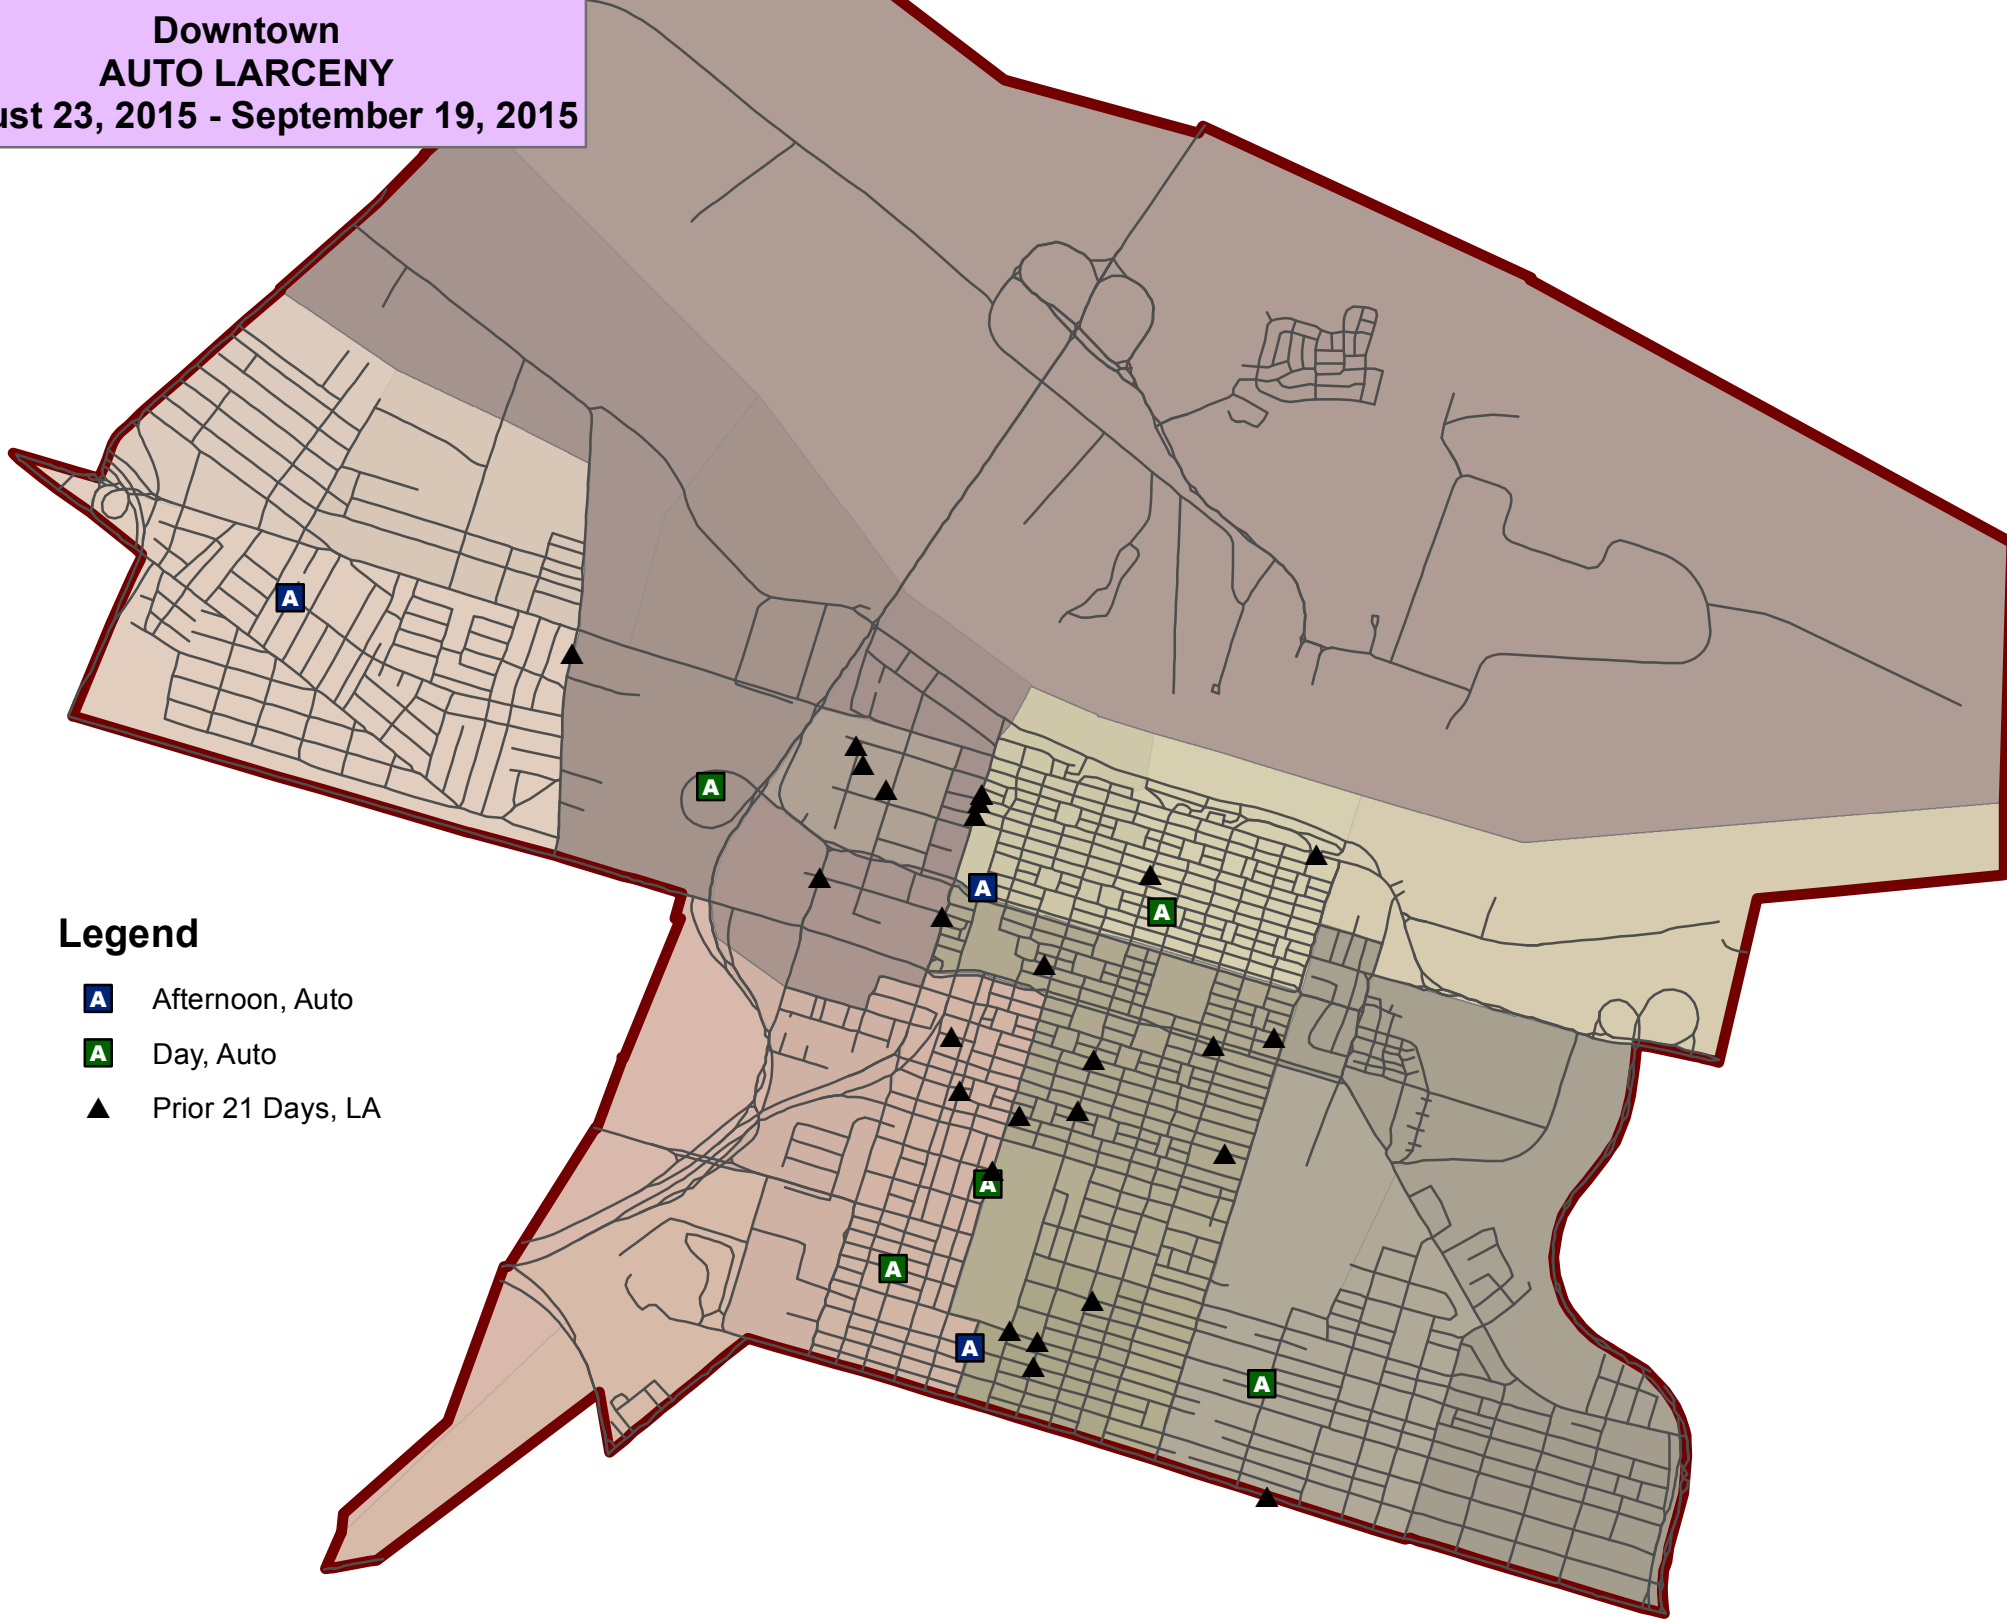 Downtown
AUTO LARCENY
ust 23, 2015 - September 19, 2015
A
A
A
A
A
A
A
A
Legend
A Afternoon, Auto
A Day, Auto
Prior 21 Days, LA